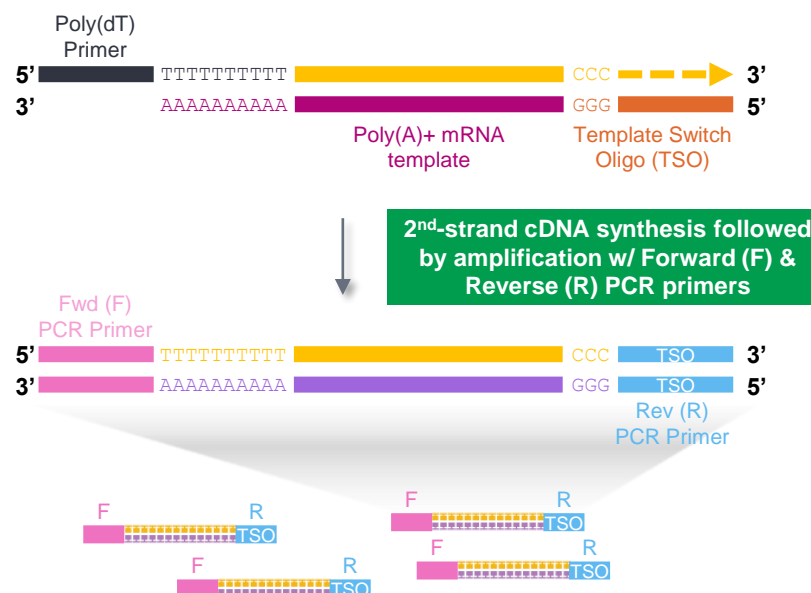 Poly(dT)
Primer
5' TTTTTTTTTT CCC 3'
3' AAAAAAAAAA GGG 5'
Poly(A)+ mRNA
template
Template Switch
Oligo (TSO)
2nd-strand cDNA synthesis followed
by amplification w/ Forward (F) &
Reverse (R) PCR primers
Fwd (F)
PCR Primer
5' TTTTTTTTTT CCC TSO 3'
3' AAAAAAAAAA GGG TSO 5'
Rev (R)
PCR Primer
F R
TSO
F R
TSO
F R
TSO
F R
TSO